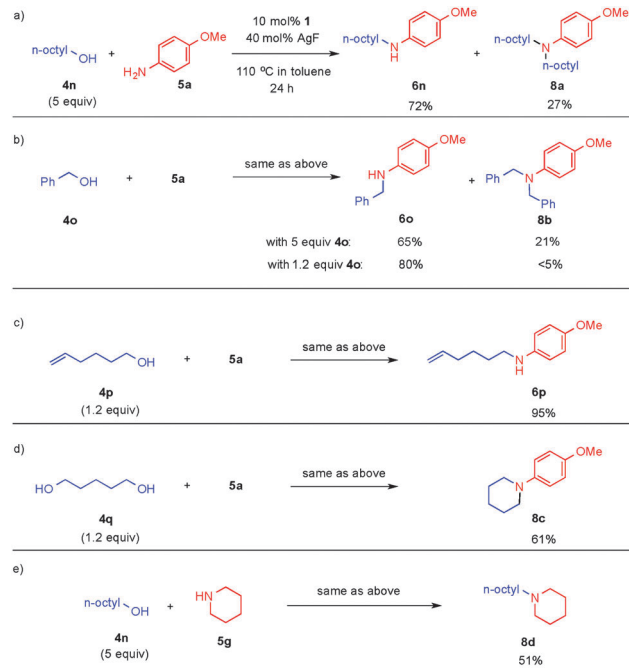 a)
n-octyl OH
4n
(5 equiv)
+
H2N
OMe
5a
10 mol% 1
40 mol% AgF
110 °C in toluene
24 h
n-octyl N H
OMe
6n
72%
+
n-octyl N
n-octyl
OMe
8a
27%
b)
Ph OH
4o
+
5a
same as above
OMe
HN
Ph
6o
+
OMe
Ph N
Ph
8b
with 5 equiv 4o: 65% 21%
with 1.2 equiv 4o: 80% <5%
c)
OH
4p
(1.2 equiv)
+
5a
same as above
OMe
N
H
6p
95%
d)
HO OH
4q
(1.2 equiv)
+
5a
same as above
OMe
N
8c
61%
e)
n-octyl OH
4n
(5 equiv)
+
HN
5g
same as above
n-octyl N
8d
51%